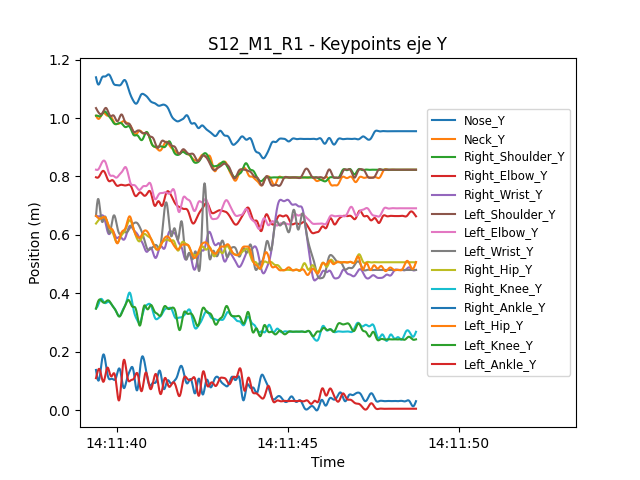 S12_M1_R1 - Keypoints eje Y
1.2
1.0
0.8
0.6
0.4
0.2
0.0
Position (m)
14:11:40
14:11:45
14:11:50
Time
Nose_Y
Neck_Y
Right_Shoulder_Y
Right_Elbow_Y
Right_Wrist_Y
Left_Shoulder_Y
Left_Elbow_Y
Left_Wrist_Y
Right_Hip_Y
Right_Knee_Y
Right_Ankle_Y
Left_Hip_Y
Left_Knee_Y
Left_Ankle_Y